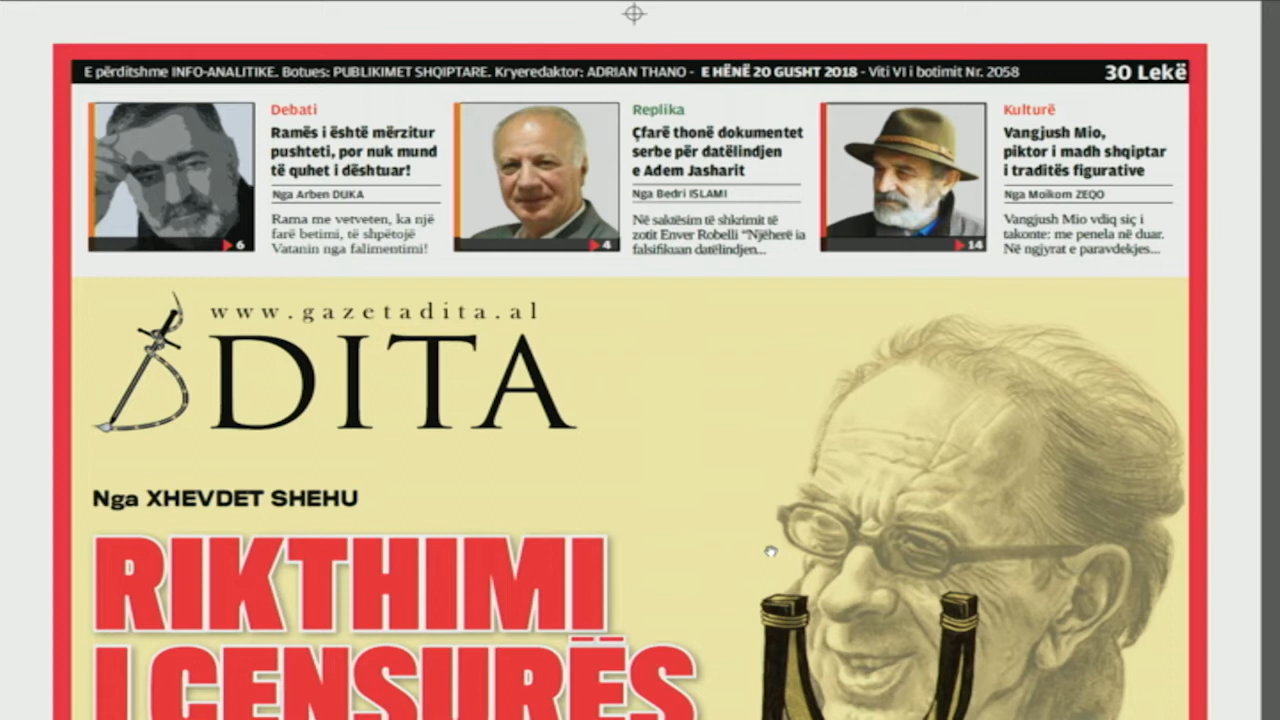 E përditshme INFO-ANALITIKE. Botues: PUBLIKIMET SHQIPTARE. Kryeredaktor: ADRIAN THANO - E HËNË 20 GUSHT 2018 - Viti VI i botimit Nr. 2058
30 Lekë
Debati
Ramës i është mërzitur
pushteti, por nuk mund
të quhet i dështuar!
Nga Arben DUKA
Rama me vetveten, ka një
farë betimi, të shpëtojë
Vatanin nga falimentimi!
6
Replika
Çfarë thonë dokumentet
serbe për datëlindjen
e Adem Jasharit
Nga Bedri ISLAMI
Në saktësim të shkrimit të
zotit Enver Robelli “Njëherë ia
falsifikuan datëlindjen...
4
Kulturë
Vangjush Mio,
piktor i madh shqiptar
i traditës figurative
Nga Moikom ZEQO
Vangjush Mio vdiq siç i
takonte: me penela në duar.
Në ngjyrat e paravdekjes...
14
www.gazetadita.al
DITA
Nga XHEVDET SHEHU
RIKTHIMI
I CENSURËS